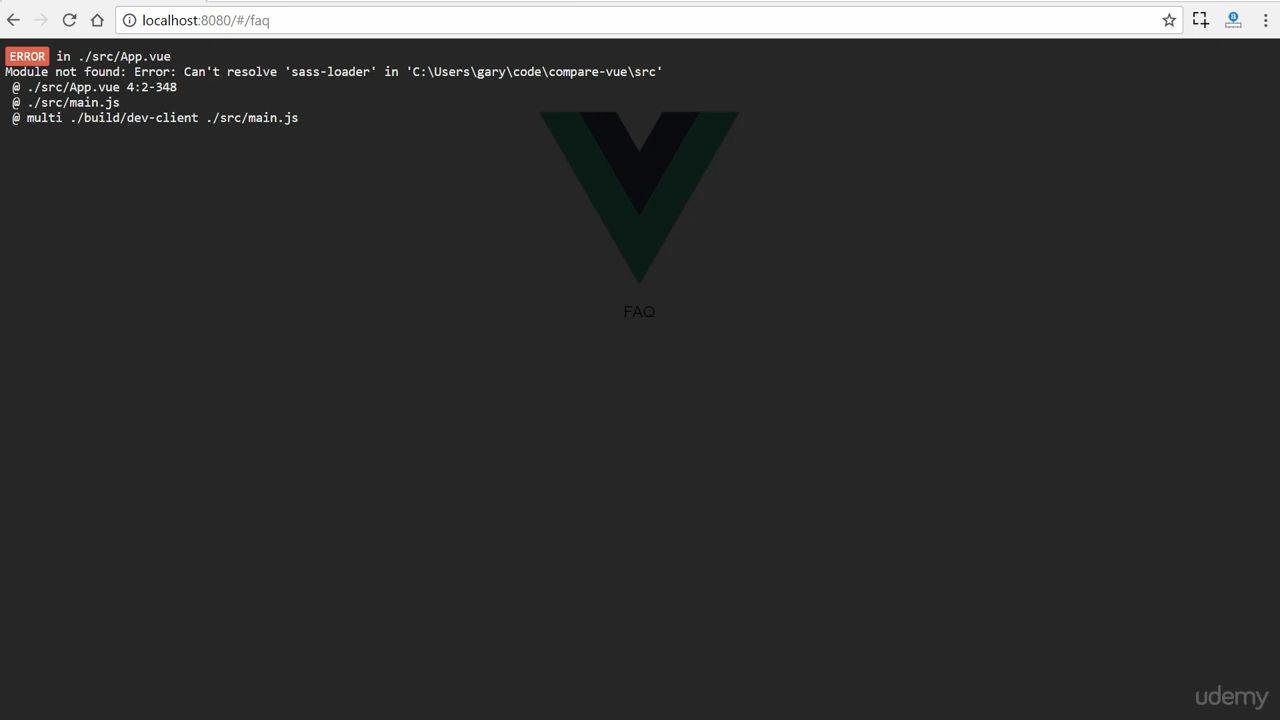 localhost:8080/#/faq
ERROR in ./src/App.vue
Module not found: Error: Can't resolve 'sass-loader' in 'C:\Users\gary\code\compare-vue\src'
@ ./src/App.vue 4:2-348
@ ./src/main.js
@ multi ./build/dev-client ./src/main.js
FAQ
udemy